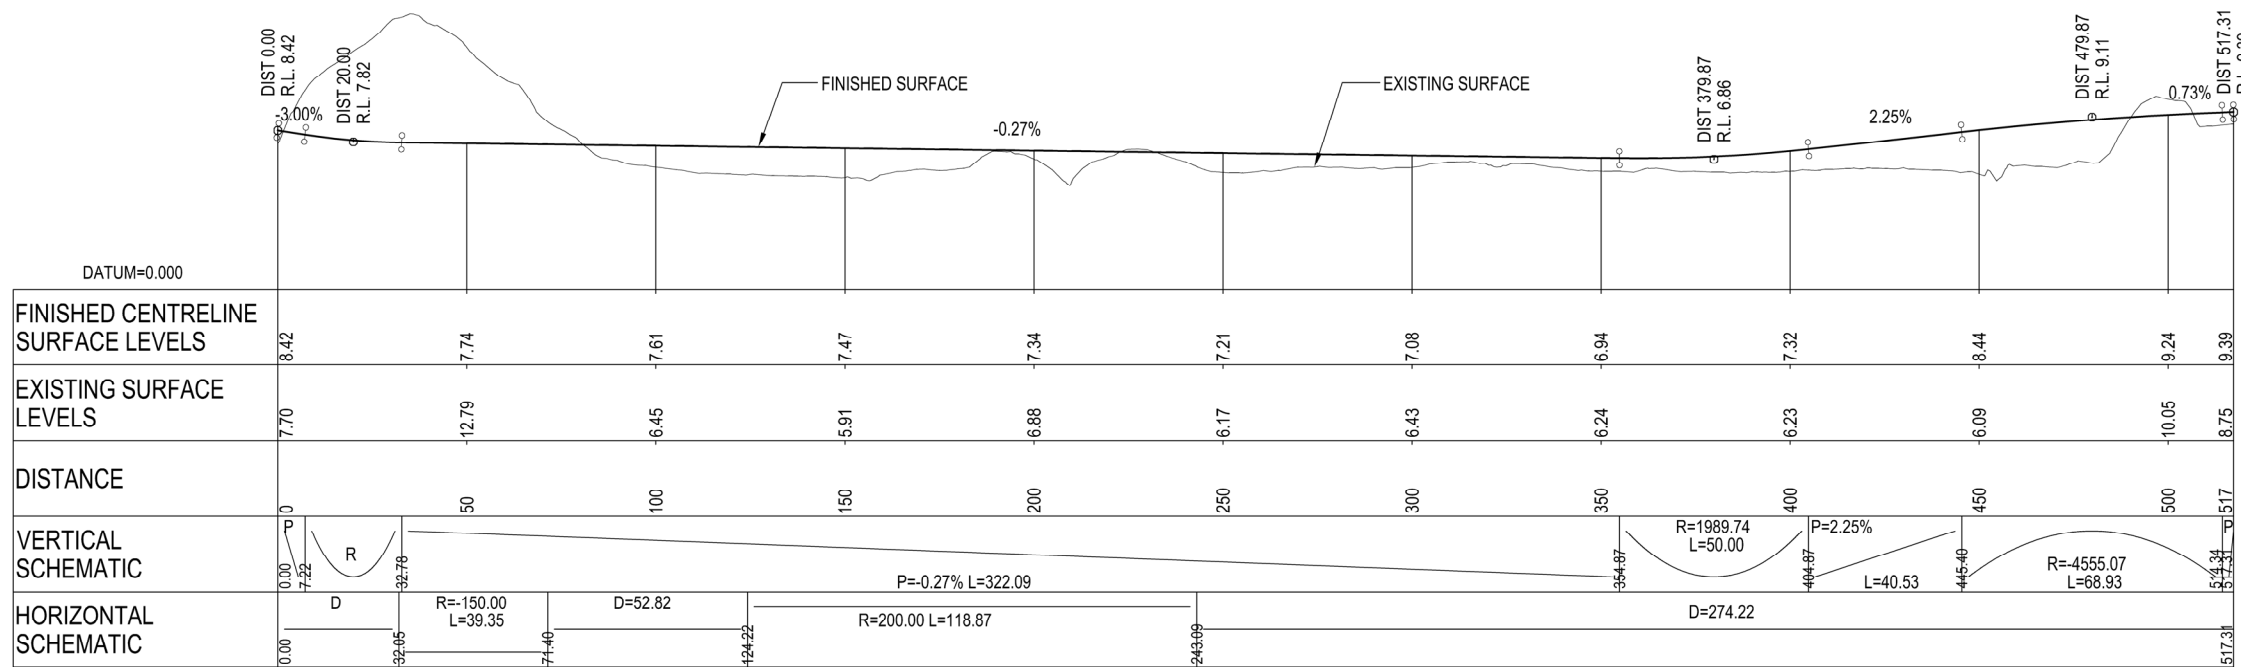 DIST 0.00
R.L. 8.42
-3.00%
DIST 20.00
R.L. 7.82
FINISHED SURFACE
-0.27%
EXISTING SURFACE
DIST 379.87
R.L. 6.86
2.25%
DIST 479.87
R.L. 9.11
0.73%
DIST 517.31
DATUM=0.000
FINISHED CENTRELINE
SURFACE LEVELS
8.42 7.74 7.61 7.47 7.34 7.21 7.08 6.94 7.32 8.44 9.24 9.39
EXISTING SURFACE
LEVELS
7.70 12.79 6.45 5.91 6.88 6.17 6.43 6.24 6.23 6.09 10.05 8.75
DISTANCE
0 50 100 150 200 250 300 350 400 450 500 517
VERTICAL
SCHEMATIC
P
R
P=-0.27% L=322.09
R=1989.74
L=50.00
P=2.25%
L=40.53
R=-4555.07
L=68.93
P
0.00 7.22 32.78 354.87 404.87 445.40 514.34 517.31
HORIZONTAL
SCHEMATIC
D
R=-150.00
L=39.35
D=52.82
R=200.00 L=118.87
D=274.22
0.00 32.05 71.40 124.22 243.09 517.31